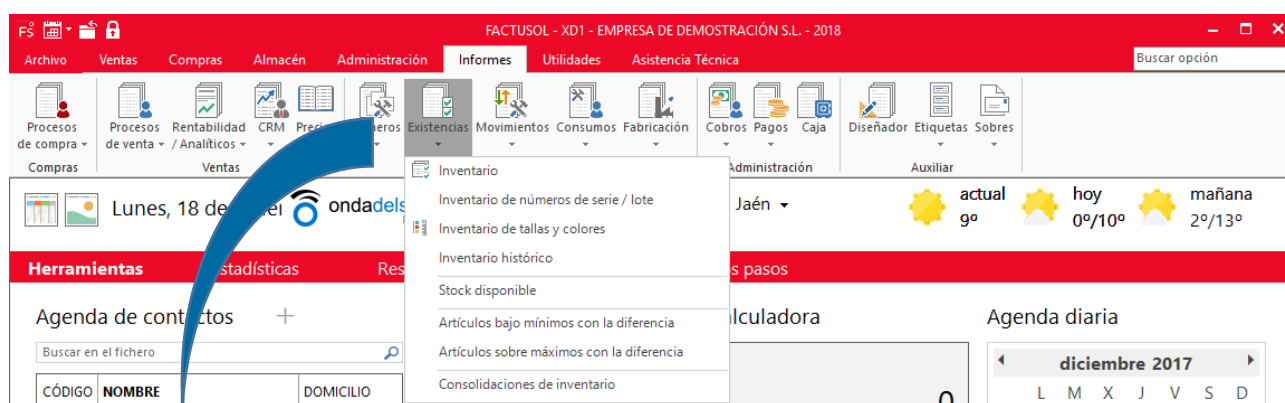 FS
FACTUSOL - XD1 - EMPRESA DE DEMOSTRACIÓN S.L. - 2018
Archivo Ventas Compras Almacén Administración Informes Utilidades Asistencia Técnica Buscar opción
Procesos de compra
Procesos de venta
Rentabilidad / Analíticos
CRM
Existencias
Movimientos
Consumos
Fabricación
Cobros
Pagos
Caja
Diseñador
Etiquetas
Sobres
Compras Ventas Administración Auxiliar
Inventario
Inventario de números de serie / lote
Inventario de tallas y colores
Inventario histórico
Stock disponible
Artículos bajo mínimos con la diferencia
Artículos sobre máximos con la diferencia
Consolidaciones de inventario
Lunes, 18 de
ondadels
Jaén
actual
9º
hoy
0º/10º
mañana
2º/13º
Herramientas
pasos
Agenda de contactos
Buscar en el fichero
CÓDIGO NOMBRE DOMICILIO
0
Agenda diaria
diciembre 2017
L M X J V S D